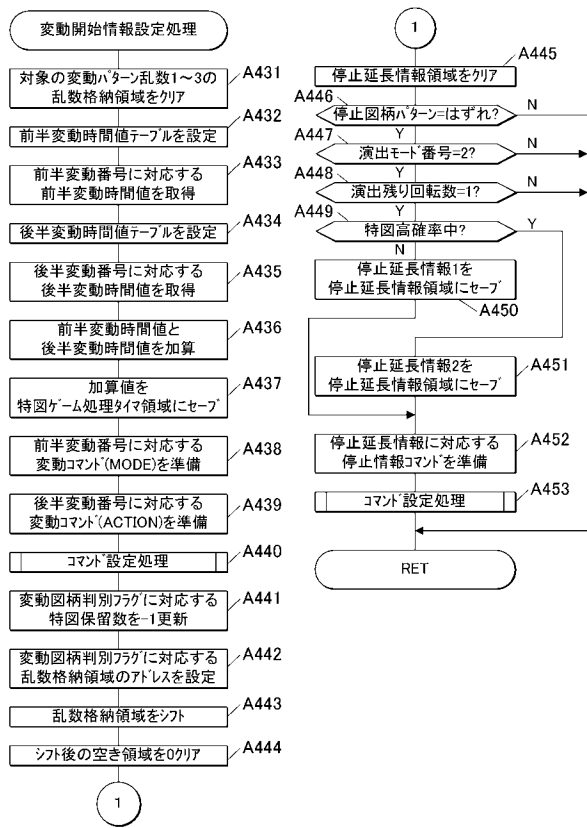 変動開始情報設定処理
対象の変動パターン乱数1～3の
乱数格納領域をクリア
A431
前半変動時間値テーブルを設定
A432
前半変動番号に対応する
前半変動時間値を取得
A433
後半変動時間値テーブルを設定
A434
後半変動番号に対応する
後半変動時間値を取得
A435
前半変動時間値と
後半変動時間値を加算
A436
加算値を
特図ゲーム処理タイマ領域にセーブ
A437
前半変動番号に対応する
変動コマンド(MODE)を準備
A438
後半変動番号に対応する
変動コマンド(ACTION)を準備
A439
コマンド設定処理
A440
変動図柄判別フラグに対応する
特図保留数を-1更新
A441
変動図柄判別フラグに対応する
乱数格納領域のアドレスを設定
A442
乱数格納領域をシフト
A443
シフト後の空き領域を0クリア
A444
1
1
A445
停止延長情報領域をクリア
A446
停止図柄パターン=はずれ?
N
Y
A447
演出モード番号=2?
N
Y
A448
演出残り回転数=1?
N
Y
A449
特図高確率中?
Y
N
停止延長情報1を
停止延長情報領域にセーブ
A450
停止延長情報2を
停止延長情報領域にセーブ
A451
停止延長情報に対応する
停止情報コマンドを準備
A452
コマンド設定処理
A453
RET